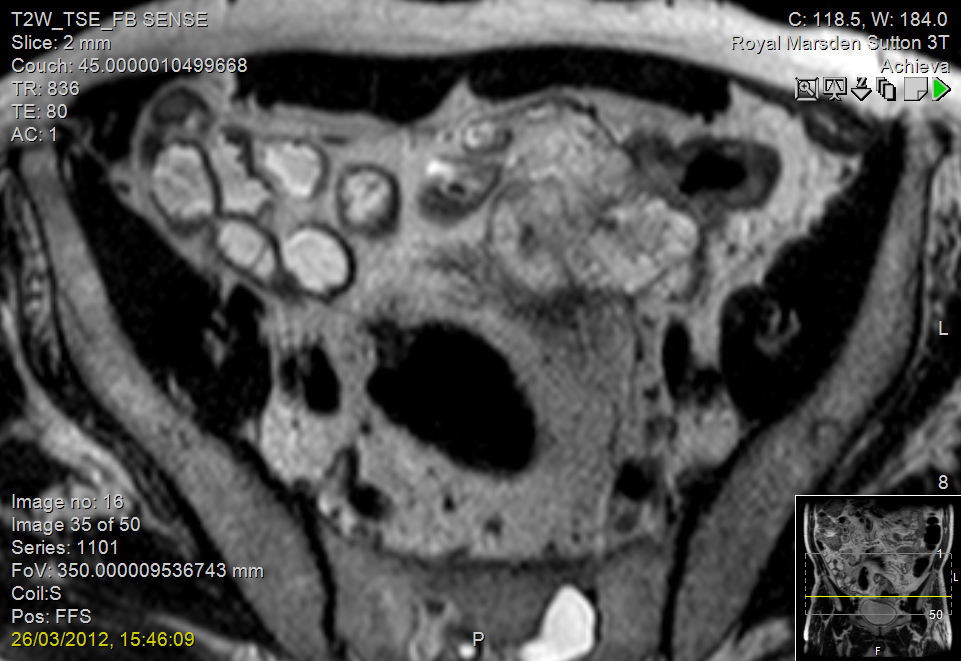 T2W_TSE_FB SENSE
Slice: 2 mm
Couch: 45.0000010499668
TR: 836
TE: 80
AC: 1
C: 118.5, W: 184.0
Royal Marsden Sutton 3T
Achieva
L
8
Image no: 16
Image 35 of 50
Series: 1101
FoV: 350.000009536743 mm
Coil:S
Pos: FFS
26/03/2012, 15:46:09
P
1
L
50
F